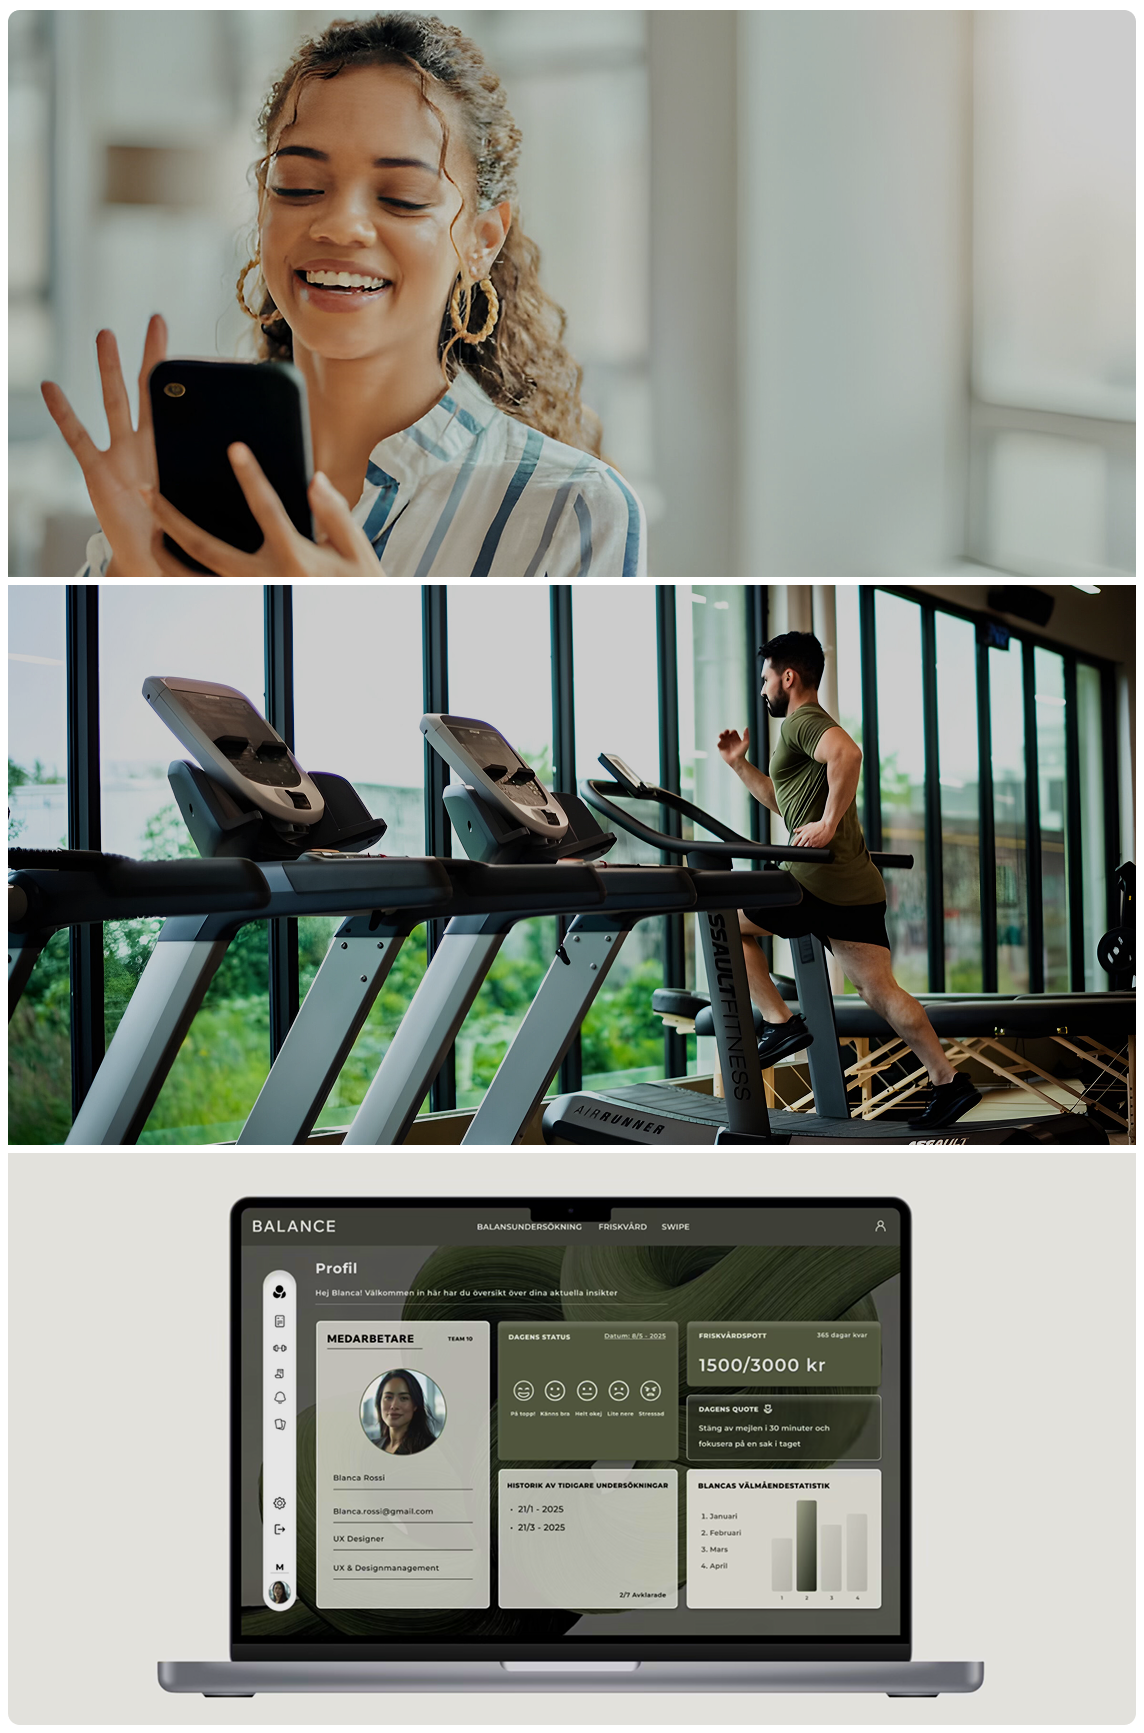 SSAULTFITNESS
AIRRUNNER
ASSAULT
BALANCE
BALANSUNDERSÖKNING FRISKVÅRD SWIPE
Profil
Hej Blanca! Välkommen in här har du översikt över dina aktuella insikter
MEDARBETARE TEAM 10
Blanca Rossi
Blanca.rossi@gmail.com
UX Designer
UX & Designmanagement
M
DAGENS STATUS Datum: 8/5 - 2025
På topp! Känns bra Helt okej Lite nere Stressad
HISTORIK AV TIDIGARE UNDERSÖKNINGAR
• 21/1 - 2025
• 21/3 - 2025
2/7 Avklarade
FRISKVÅRDSPOTT 365 dagar kvar
1500/3000 kr
DAGENS QUOTE
Stäng av mejlen i 30 minuter och
fokusera på en sak i taget
BLANCAS VÄLMÅENDESTATISTIK
1. Januari
2. Februari
3. Mars
4. April
1 2 3 4